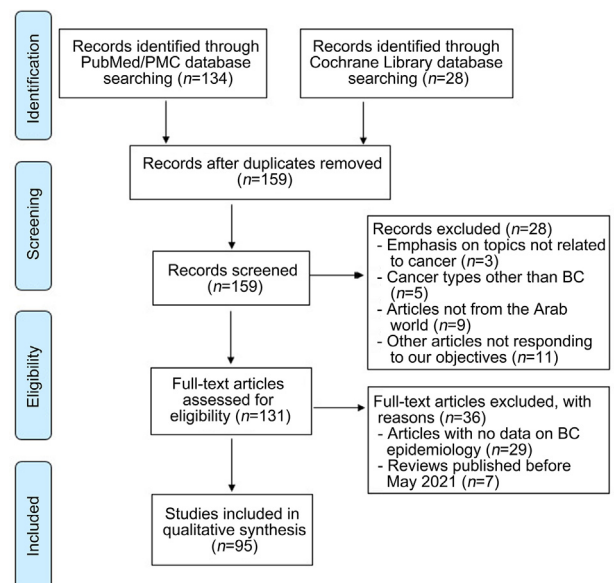 Identification
Records identified through
PubMed/PMC database
searching (n=134)
Records identified through
Cochrane Library database
searching (n=28)
Records after duplicates removed
(n=159)
Screening
Records screened
(n=159)
Records excluded (n=28)
- Emphasis on topics not related
to cancer (n=3)
- Cancer types other than BC
(n=5)
- Articles not from the Arab
world (n=9)
- Other articles not responding
to our objectives (n=11)
Eligibility
Full-text articles
assessed for
eligibility (n=131)
Full-text articles excluded, with
reasons (n=36)
- Articles with no data on BC
epidemiology (n=29)
- Reviews published before
May 2021 (n=7)
Included
Studies included in
qualitative synthesis
(n=95)